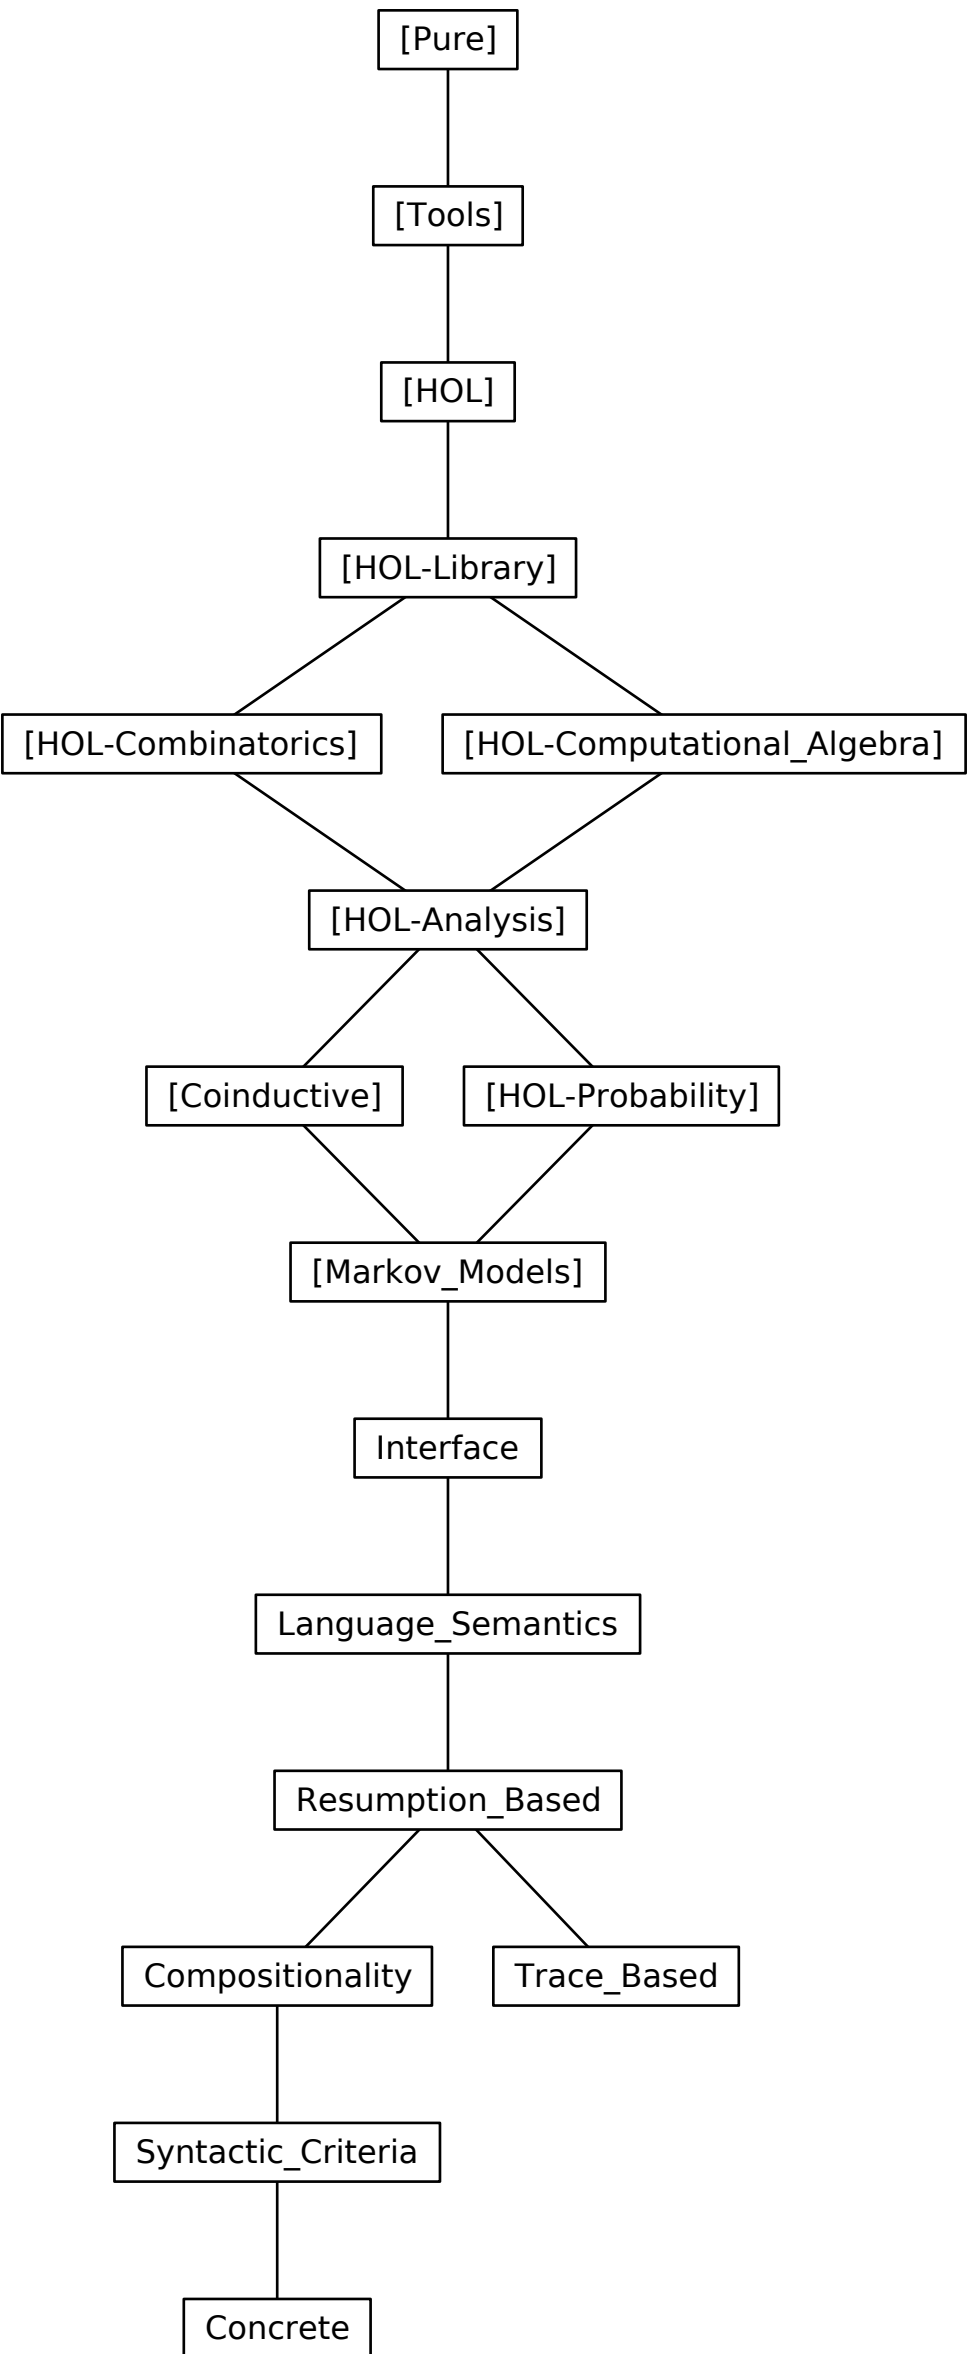 [Pure]
[Tools]
[HOL]
[HOL-Library]
[HOL-Combinatorics]
[HOL-Computational_Algebra]
[HOL-Analysis]
[Coinductive]
[HOL-Probability]
[Markov_Models]
Interface
Language_Semantics
Resumption_Based
Compositionality
Trace_Based
Syntactic_Criteria
Concrete